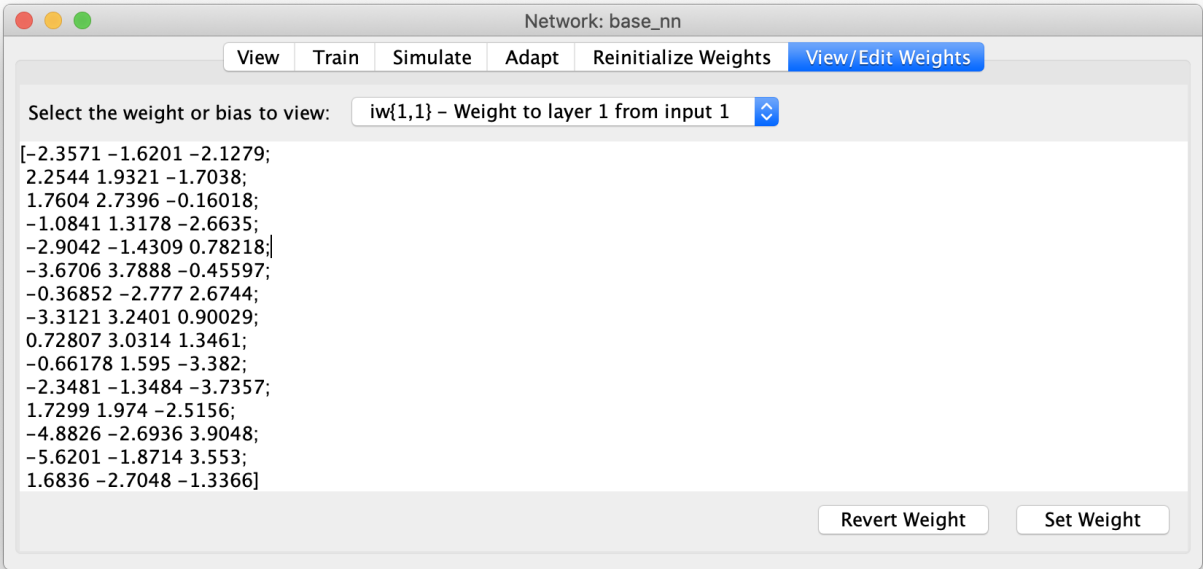 Network: base_nn
View Train Simulate Adapt Reinitialize Weights View/Edit Weights
Select the weight or bias to view: iw{1,1} – Weight to layer 1 from input 1
[-2.3571 -1.6201 -2.1279;
2.2544 1.9321 -1.7038;
1.7604 2.7396 -0.16018;
-1.0841 1.3178 -2.6635;
-2.9042 -1.4309 0.78218;
-3.6706 3.7888 -0.45597;
-0.36852 -2.777 2.6744;
-3.3121 3.2401 0.90029;
0.72807 3.0314 1.3461;
-0.66178 1.595 -3.382;
-2.3481 -1.3484 -3.7357;
1.7299 1.974 -2.5156;
-4.8826 -2.6936 3.9048;
-5.6201 -1.8714 3.553;
1.6836 -2.7048 -1.3366]
Revert Weight Set Weight